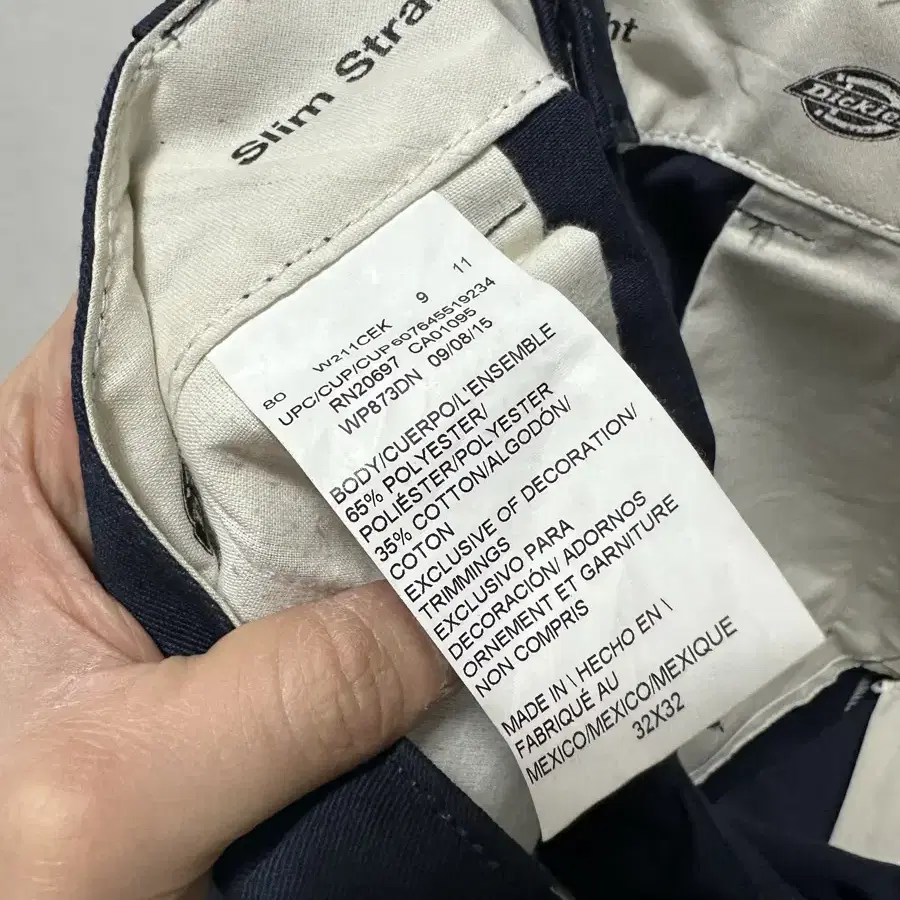 Slim Stra
ht
Dickie
80 W211CEK 9 11
UPC/CUP/CUP607645519234
RN20697 CA01095
WP873DN 09/08/15
BODY/CUERPO/L'ENSEMBLE
65% POLYESTER/
POLIÉSTER/POLYESTER
35% COTTON/ALGODÓN/
COTON
EXCLUSIVE OF DECORATION/
TRIMMINGS
EXCLUSIVO PARA
DECORACIÓN/ ADORNOS
ORNEMENT ET GARNITURE
NON COMPRIS
MADE IN \ HECHO EN \
FABRIQUÉ AU
MEXICO/MEXICO/MEXIQUE
32X32